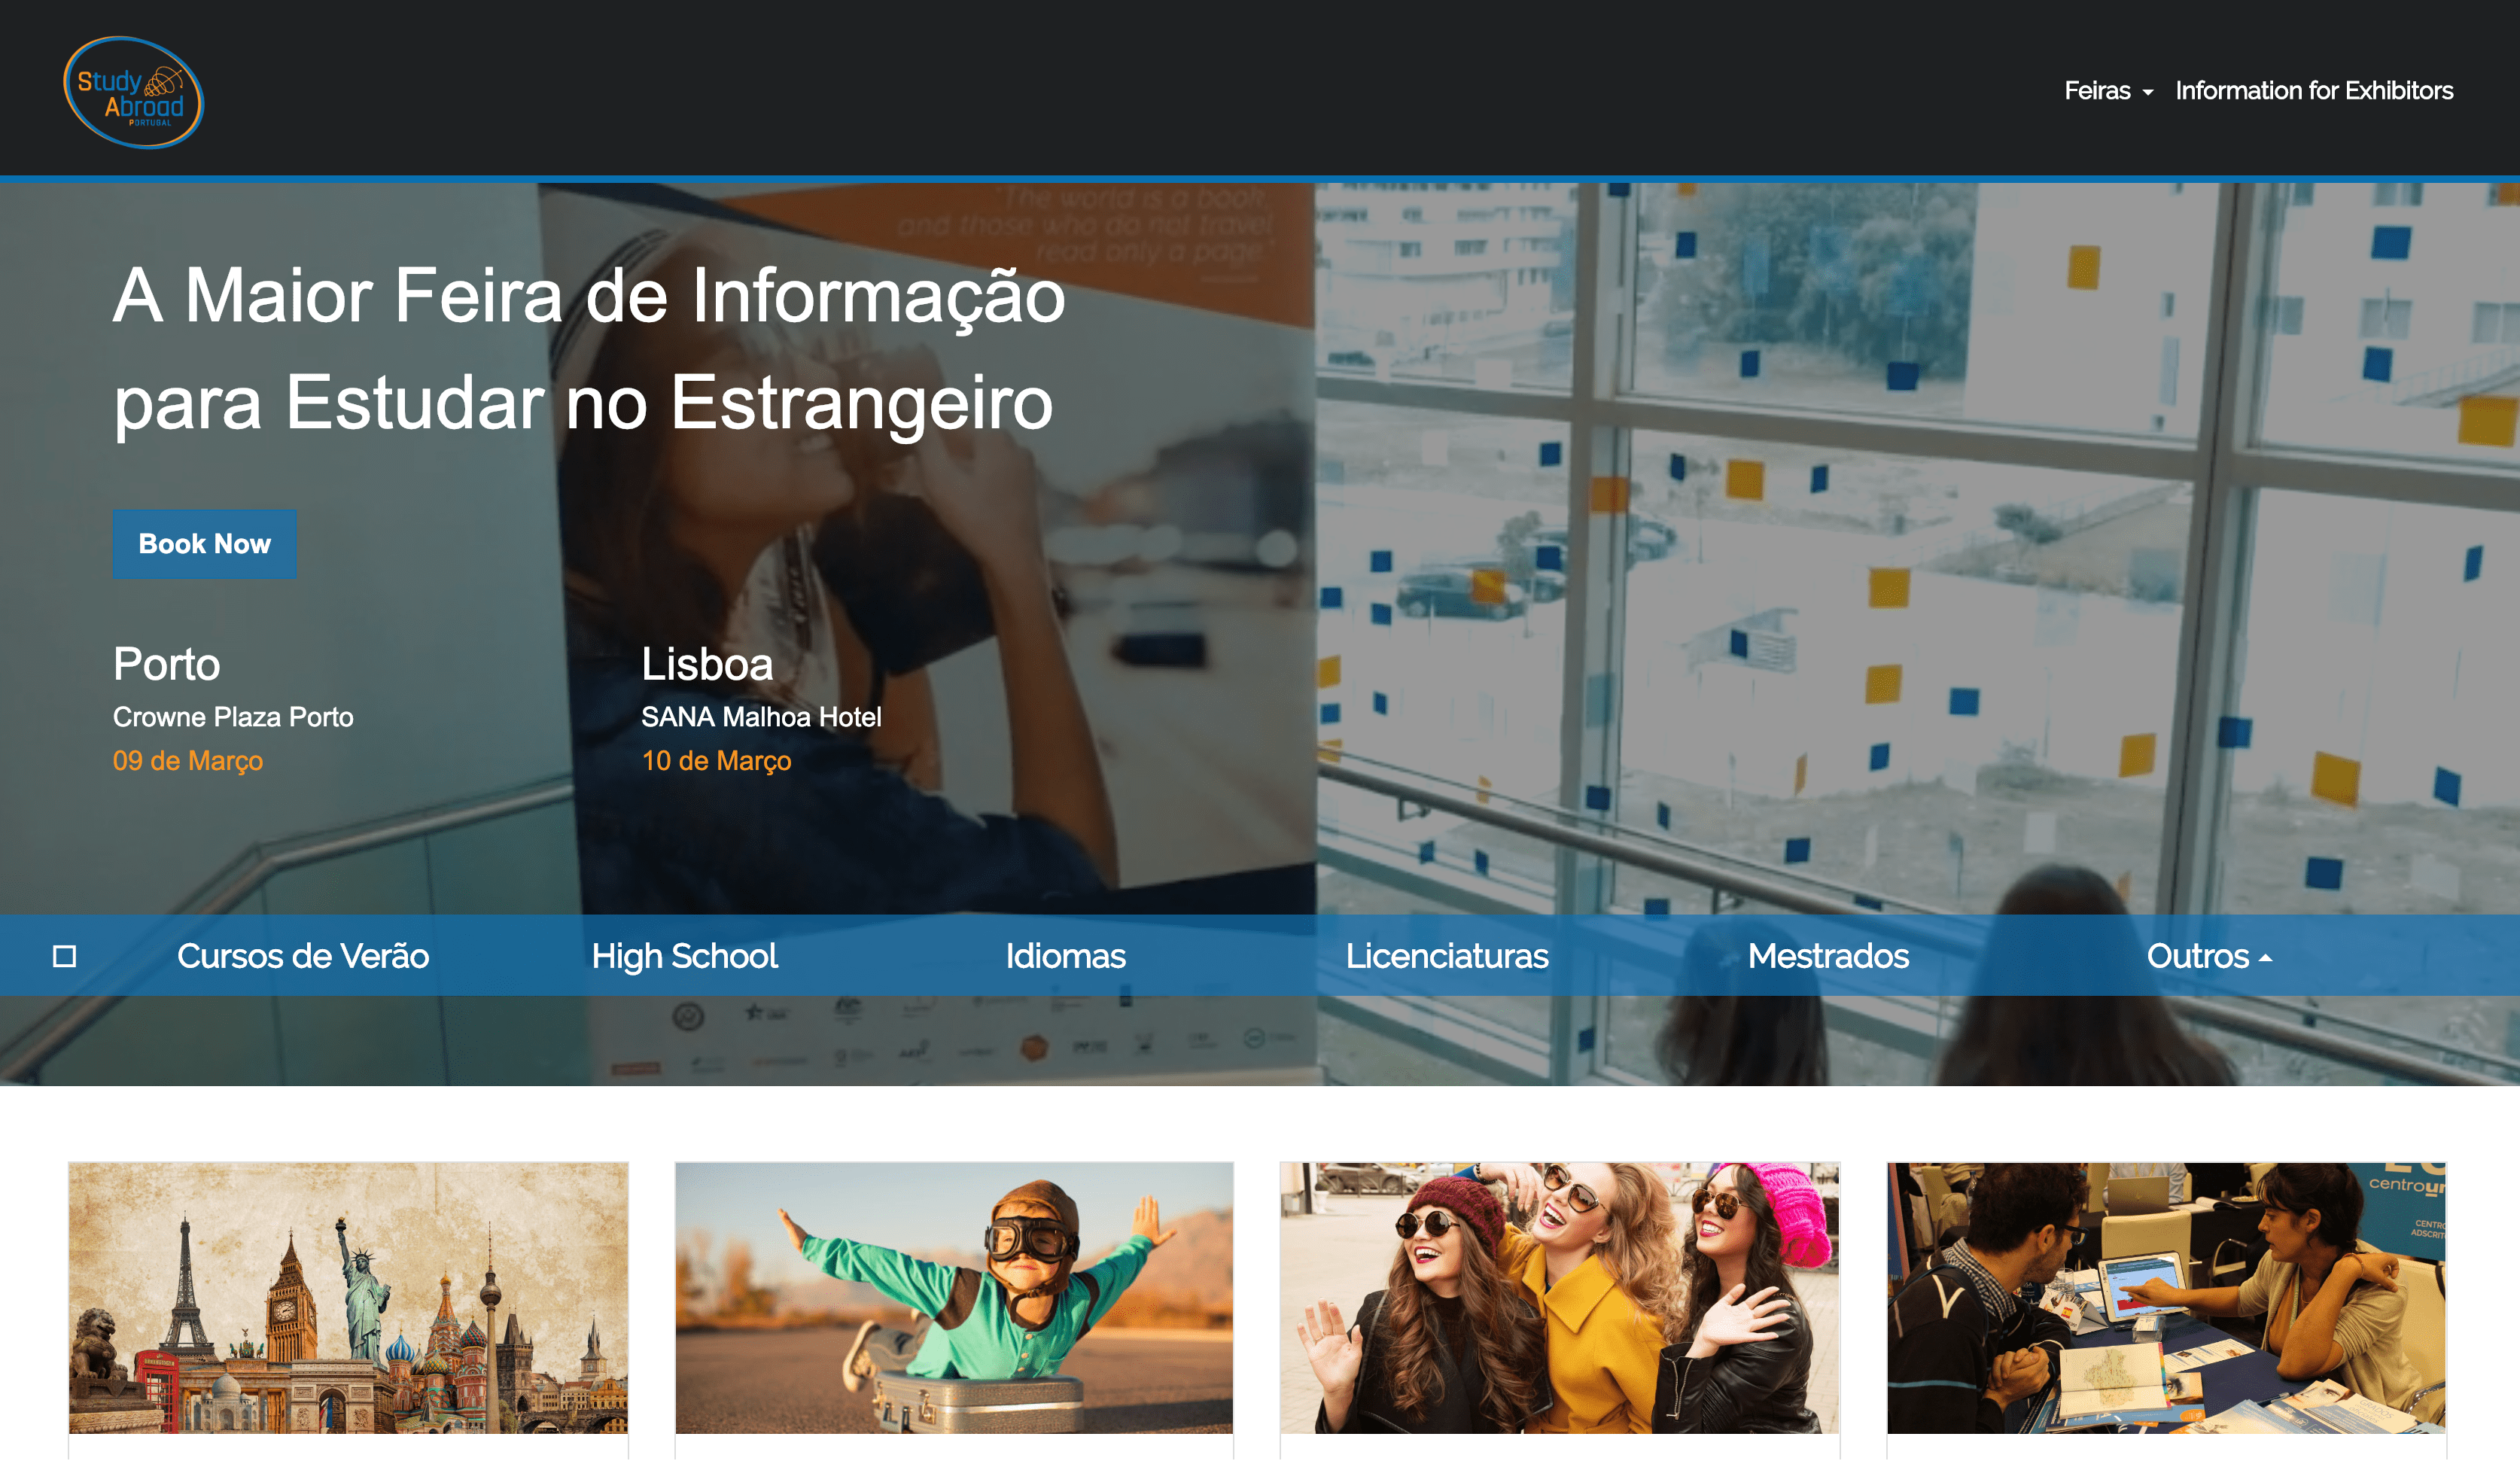 Study
Abroad
PORTUGAL
Feiras
Information for Exhibitors
"The world is a book,
and those who do not travel
read only a page."
A Maior Feira de Informação
para Estudar no Estrangeiro
Book Now
Porto
Crowne Plaza Porto
09 de Março
Lisboa
SANA Malhoa Hotel
10 de Março
Cursos de Verão
High School
Idiomas
Licenciaturas
Mestrados
Outros